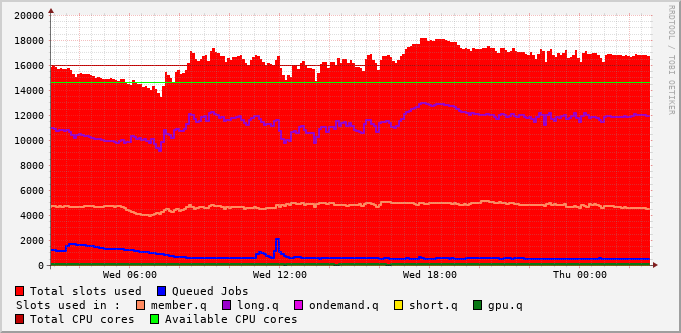 20000
18000
16000
14000
12000
10000
8000
6000
4000
2000
0
Wed 06:00 Wed 12:00 Wed 18:00 Thu 00:00
Total slots used Queued Jobs
Slots used in : member.q long.q ondemand.q short.q gpu.q
Total CPU cores Available CPU cores
RRDTOOL / TOBI OETIKER